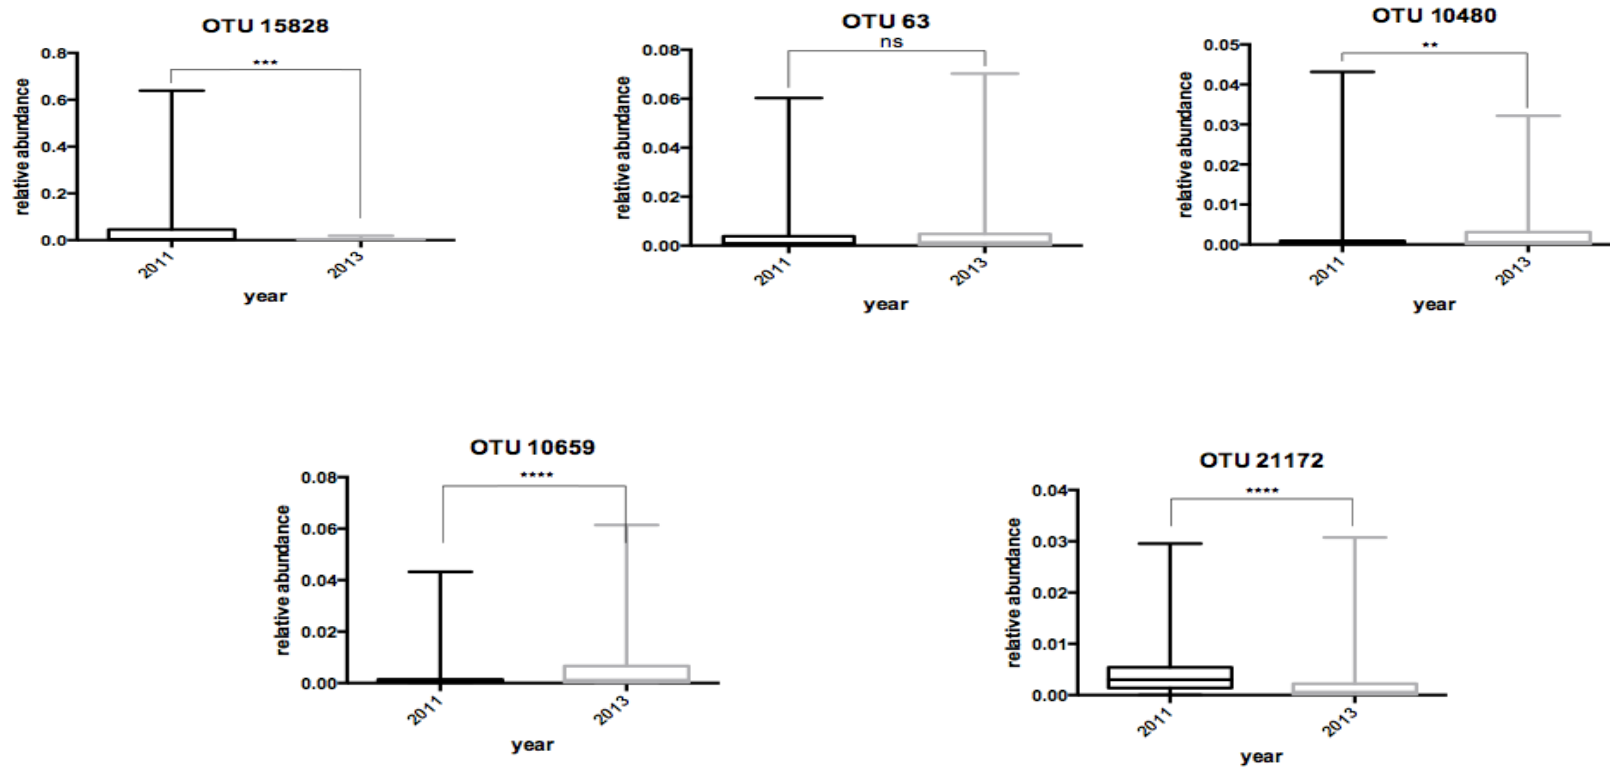 OTU 15828
***
0.8
0.6
0.4
0.2
0.0
relative abundance
2011
2013
year
OTU 63
ns
0.08
0.06
0.04
0.02
0.00
relative abundance
2011
2013
year
OTU 10480
**
0.05
0.04
0.03
0.02
0.01
0.00
relative abundance
2011
2013
year
OTU 10659
****
0.08
0.06
0.04
0.02
0.00
relative abundance
2011
2013
year
OTU 21172
****
0.04
0.03
0.02
0.01
0.00
relative abundance
2011
2013
year